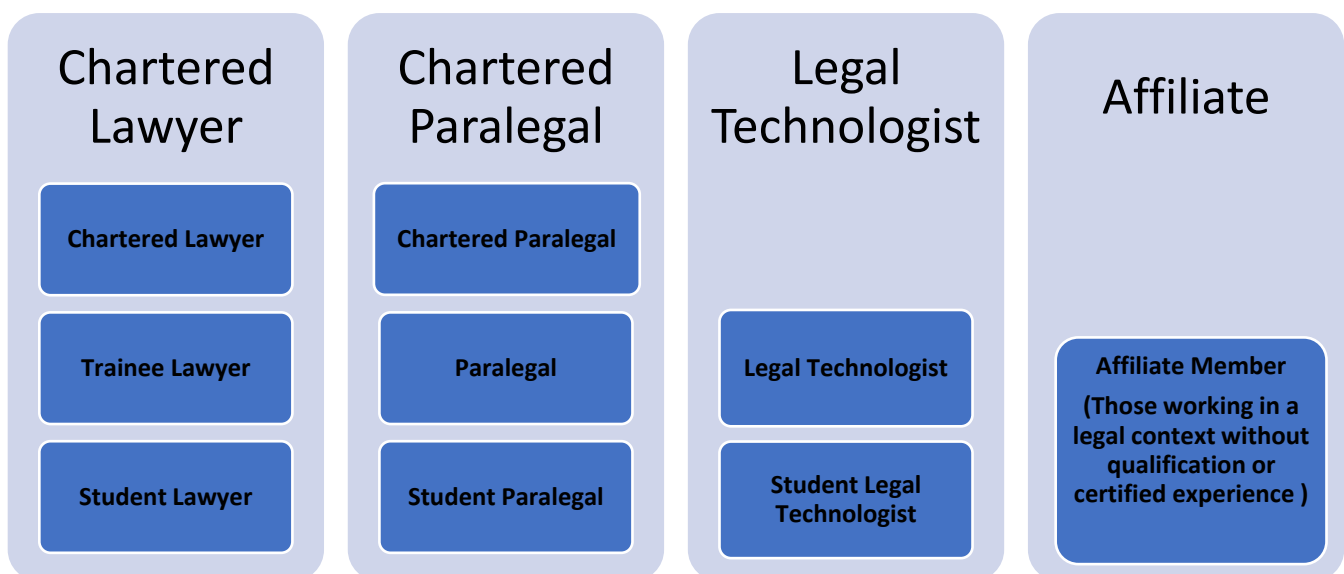 Chartered
Lawyer
Chartered Lawyer
Trainee Lawyer
Student Lawyer
Chartered
Paralegal
Chartered Paralegal
Paralegal
Student Paralegal
Legal
Technologist
Legal Technologist
Student Legal
Technologist
Affiliate
Affiliate Member
(Those working in a
legal context without
qualification or
certified experience )